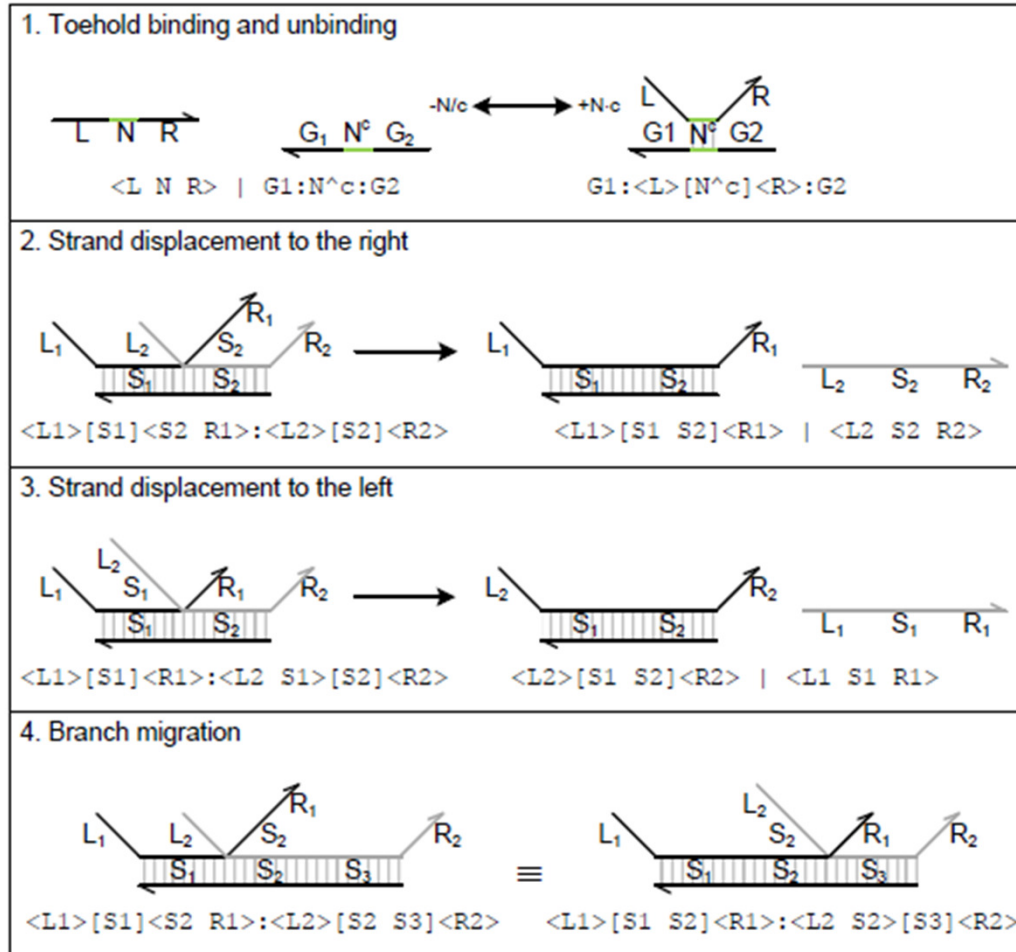 1. Toehold binding and unbinding
-N/c +N·c L R
L N R G₁ Nᶜ G₂ G1 Nᶜ G2
<L N R> | G1:N^c:G2 G1:<L>[N^c]<R>:G2
2. Strand displacement to the right
L₁ L₂ S₂ R₁ R₂ L₁ R₁
S₁ S₂ S₁ S₂ L₂ S₂ R₂
<L1>[S1]<S2 R1>:<L2>[S2]<R2> <L1>[S1 S2]<R1> | <L2 S2 R2>
3. Strand displacement to the left
L₁ L₂ S₁ R₁ R₂ L₂ R₂
S₁ S₂ S₁ S₂ L₁ S₁ R₁
<L1>[S1]<R1>:<L2 S1>[S2]<R2> <L2>[S1 S2]<R2> | <L1 S1 R1>
4. Branch migration
L₁ L₂ S₂ R₁ R₂ L₁ L₂ S₂ R₁ R₂
S₁ S₂ S₃ ≡ S₁ S₂ S₃
<L1>[S1]<S2 R1>:<L2>[S2 S3]<R2> <L1>[S1 S2]<R1>:<L2 S2>[S3]<R2>